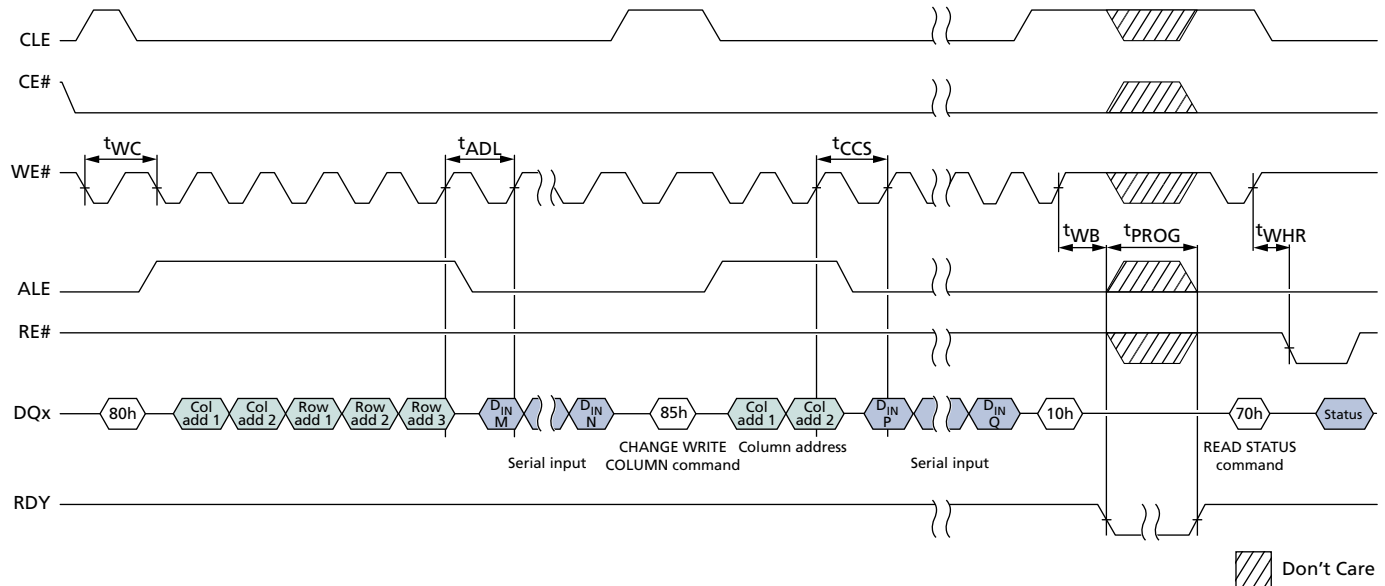 CLE
CE#
tWC
tADL
tCCS
WE#
tWB
tPROG
tWHR
ALE
RE#
DQx
80h
Col add 1
Col add 2
Row add 1
Row add 2
Row add 3
DIN M
DIN N
85h
Col add 1
Col add 2
DIN P
DIN Q
10h
70h
Status
Serial input
CHANGE WRITE
COLUMN command
Column address
Serial input
READ STATUS
command
RDY
Don't Care